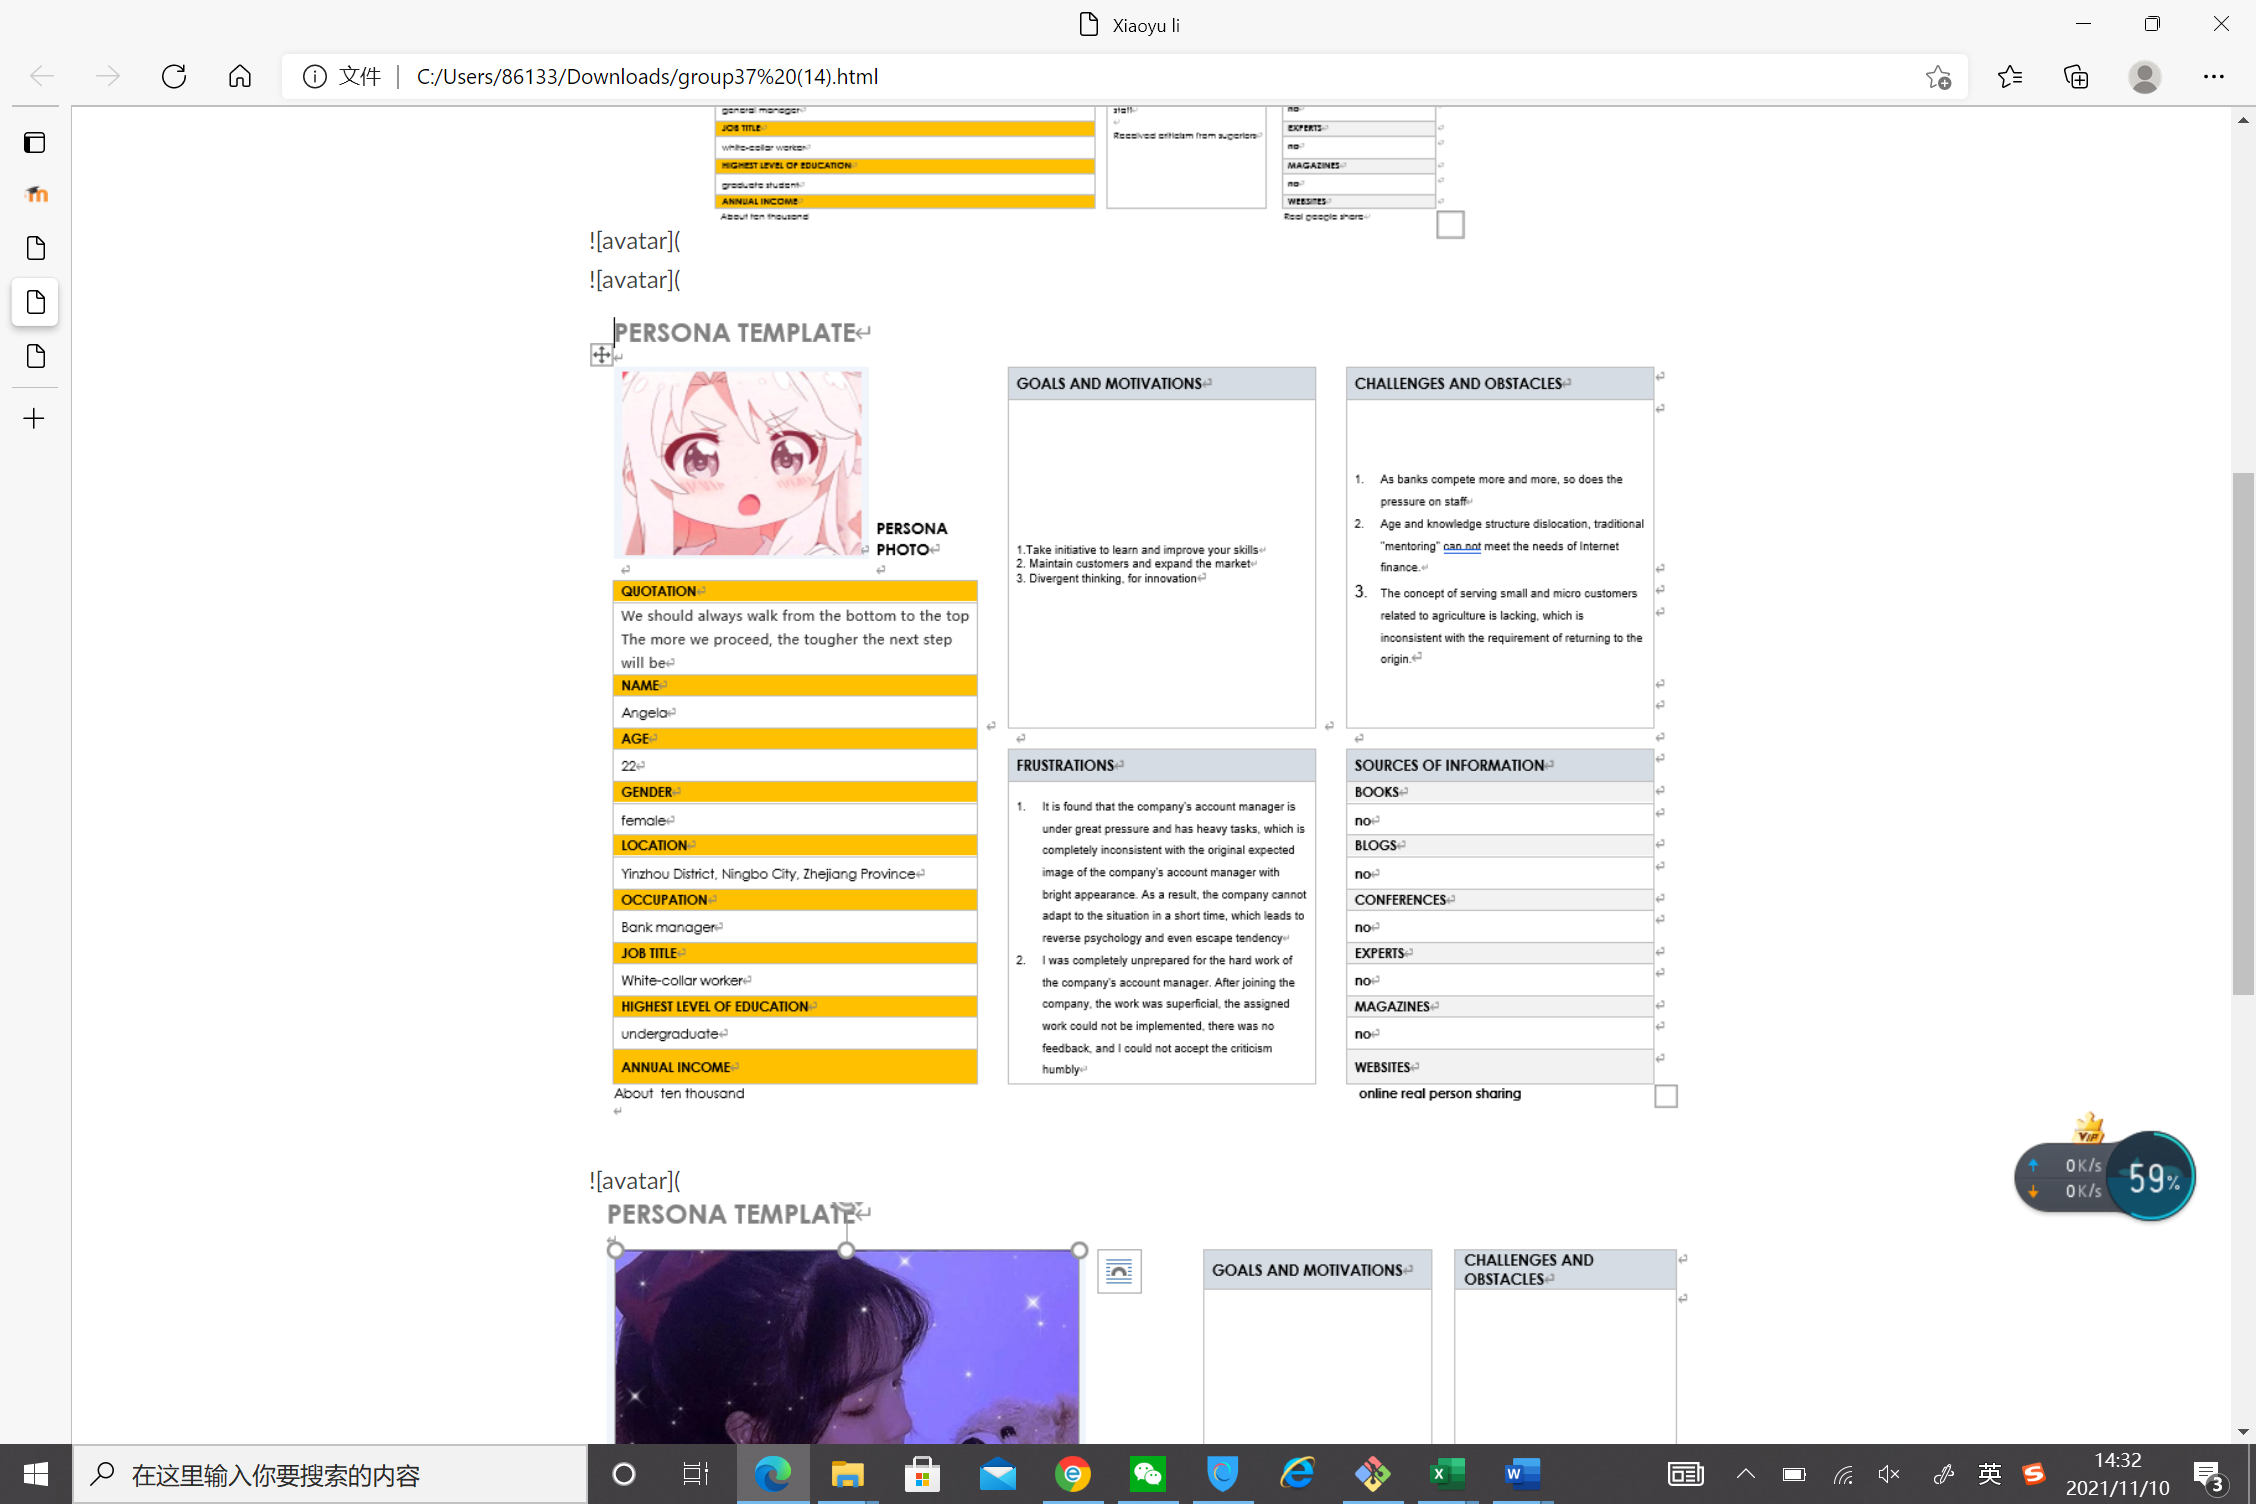 Xiaoyu li
文件
C:/Users/86133/Downloads/group37%20(14).html
general manager
JOB TITLE
white-collar worker
HIGHEST LEVEL OF EDUCATION
graduate student
ANNUAL INCOME
About ten thousand
staff
Received criticism from superiors
no
EXPERTS
no
MAGAZINES
no
WEBSITES
Real google share
![avatar](
![avatar](
PERSONA TEMPLATE
PERSONA
PHOTO
QUOTATION
We should always walk from the bottom to the top
The more we proceed, the tougher the next step
will be
NAME
Angela
AGE
22
GENDER
female
LOCATION
Yinzhou District, Ningbo City, Zhejiang Province
OCCUPATION
Bank manager
JOB TITLE
White-collar worker
HIGHEST LEVEL OF EDUCATION
undergraduate
ANNUAL INCOME
About ten thousand
GOALS AND MOTIVATIONS
1.Take initiative to learn and improve your skills
2. Maintain customers and expand the market
3. Divergent thinking, for innovation
FRUSTRATIONS
1. It is found that the company's account manager is
under great pressure and has heavy tasks, which is
completely inconsistent with the original expected
image of the company's account manager with
bright appearance. As a result, the company cannot
adapt to the situation in a short time, which leads to
reverse psychology and even escape tendency
2. I was completely unprepared for the hard work of
the company's account manager. After joining the
company, the work was superficial, the assigned
work could not be implemented, there was no
feedback, and I could not accept the criticism
humbly
CHALLENGES AND OBSTACLES
1. As banks compete more and more, so does the
pressure on staff
2. Age and knowledge structure dislocation, traditional
"mentoring" can not meet the needs of Internet
finance.
3. The concept of serving small and micro customers
related to agriculture is lacking, which is
inconsistent with the requirement of returning to the
origin.
SOURCES OF INFORMATION
BOOKS
no
BLOGS
no
CONFERENCES
no
EXPERTS
no
MAGAZINES
no
WEBSITES
online real person sharing
![avatar](
PERSONA TEMPLATE
GOALS AND MOTIVATIONS
CHALLENGES AND
OBSTACLES
VIP
0K/s
0K/s
59%
在这里输入你要搜索的内容
英
14:32
2021/11/10
3